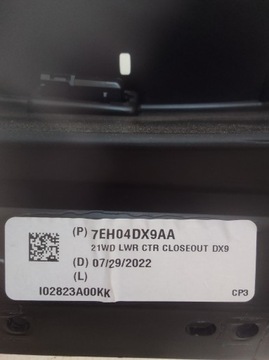 (P) 7EH04DX9AA
21WD LWR CTR CLOSEOUT DX9
(D) 07/29/2022
(L)
I02823A00KK CP3